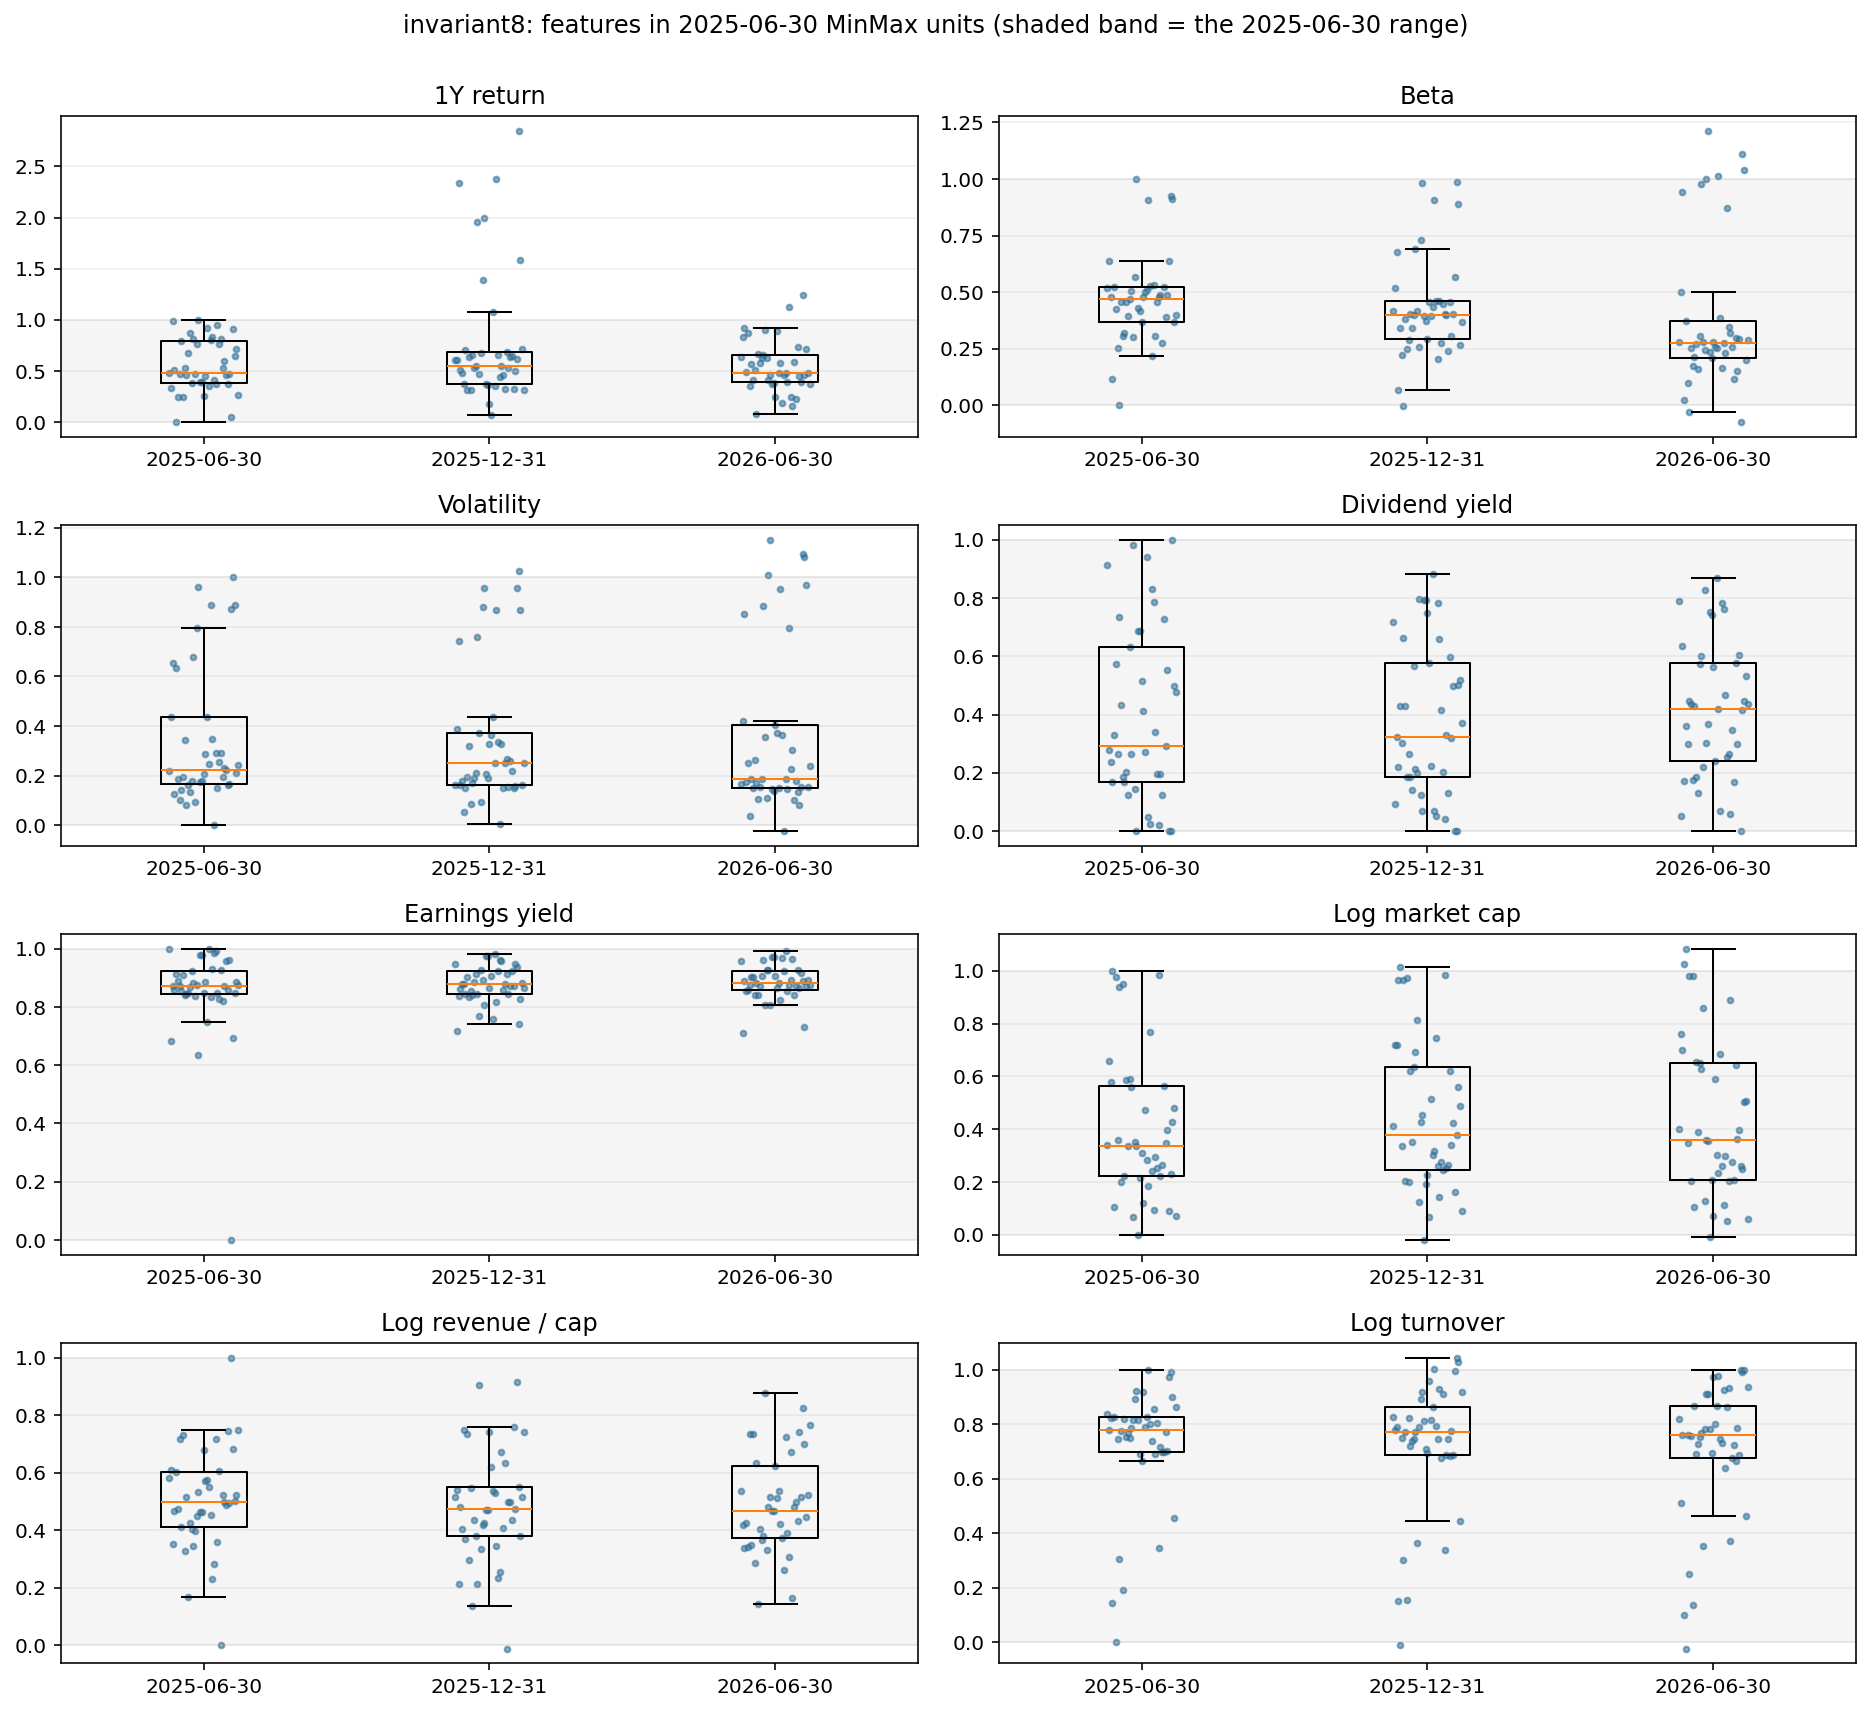 invariant8: features in 2025-06-30 MinMax units (shaded band = the 2025-06-30 range)
1Y return
2.5
2.0
1.5
1.0
0.5
0.0
2025-06-30 2025-12-31 2026-06-30
Beta
1.25
1.00
0.75
0.50
0.25
0.00
2025-06-30 2025-12-31 2026-06-30
Volatility
1.2
1.0
0.8
0.6
0.4
0.2
0.0
2025-06-30 2025-12-31 2026-06-30
Dividend yield
1.0
0.8
0.6
0.4
0.2
0.0
2025-06-30 2025-12-31 2026-06-30
Earnings yield
1.0
0.8
0.6
0.4
0.2
0.0
2025-06-30 2025-12-31 2026-06-30
Log market cap
1.0
0.8
0.6
0.4
0.2
0.0
2025-06-30 2025-12-31 2026-06-30
Log revenue / cap
1.0
0.8
0.6
0.4
0.2
0.0
2025-06-30 2025-12-31 2026-06-30
Log turnover
1.0
0.8
0.6
0.4
0.2
0.0
2025-06-30 2025-12-31 2026-06-30